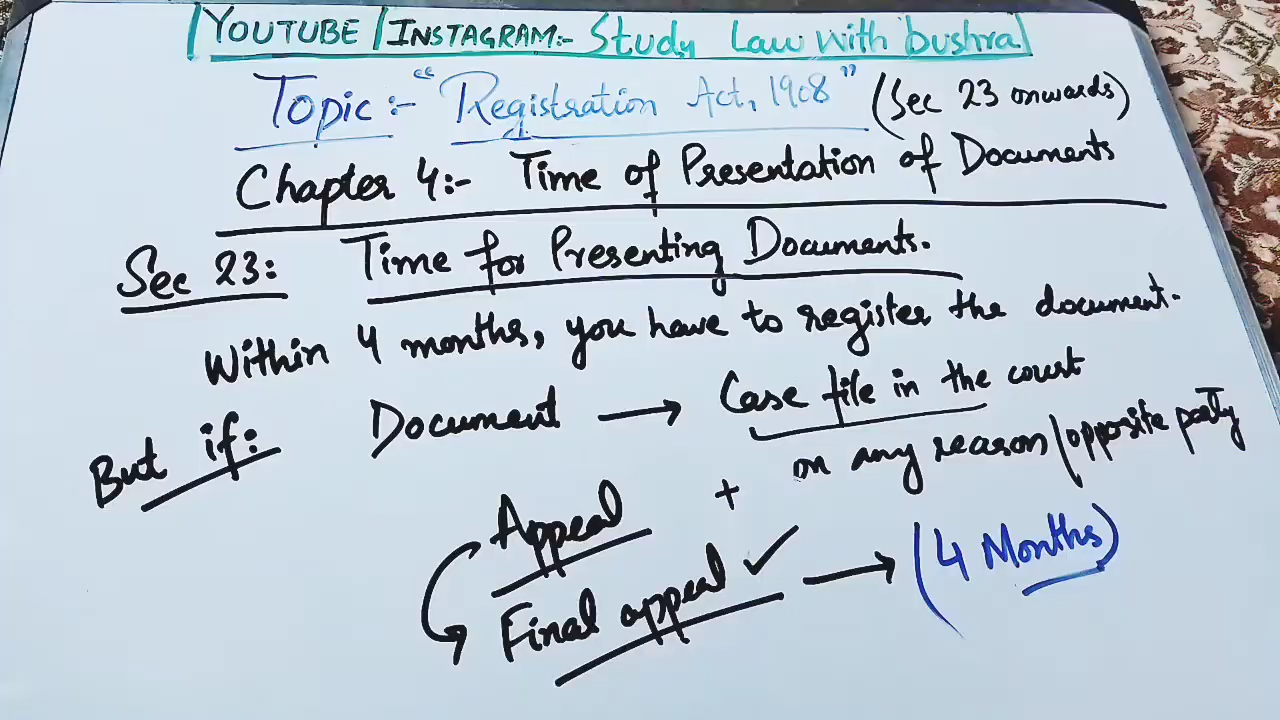 YOUTUBE | INSTAGRAM:- Study Law with bushra
Topic:- "Registration Act, 1908" (Sec 23 onwards)
Chapter 4:- Time of Presentation of Documents
Sec 23: Time for Presenting Documents.
Within 4 months, you have to register the document.
But if: Document → Case file in the court
on any reason/opposite party
Appeal +
Final appeal ✓ → (4 Months)